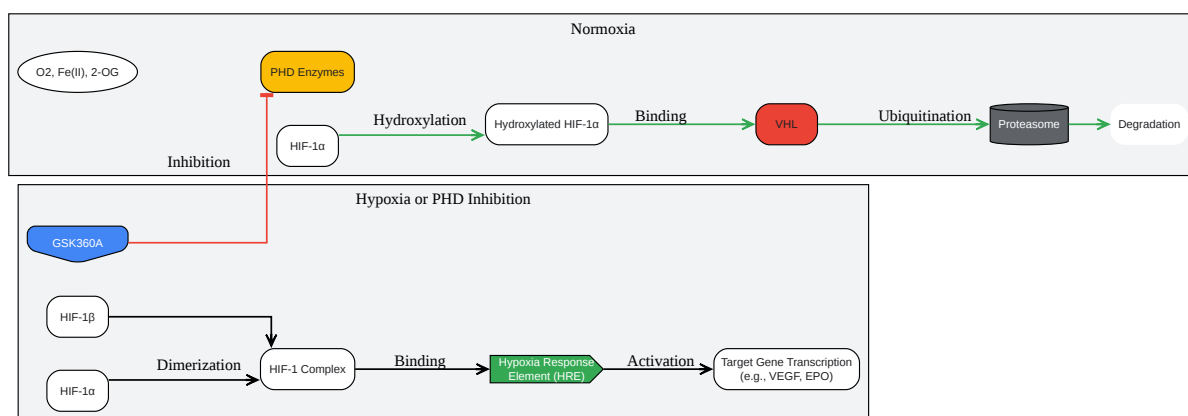 Normoxia
O2, Fe(II), 2-OG
PHD Enzymes
HIF-1α
Hydroxylation
Hydroxylated HIF-1α
Binding
VHL
Ubiquitination
Proteasome
Degradation
Inhibition
Hypoxia or PHD Inhibition
GSK360A
HIF-1β
HIF-1α
Dimerization
HIF-1 Complex
Binding
Hypoxia Response
Element (HRE)
Activation
Target Gene Transcription
(e.g., VEGF, EPO)